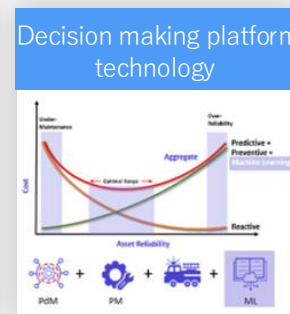 Decision making platform
technology
Under-
Maintenance
Over-
Reliability
Aggregate
Optimal Range
Predictive +
Preventive +
Machine Learning
Cost
Reactive
Asset Reliability
PdM + PM + + ML